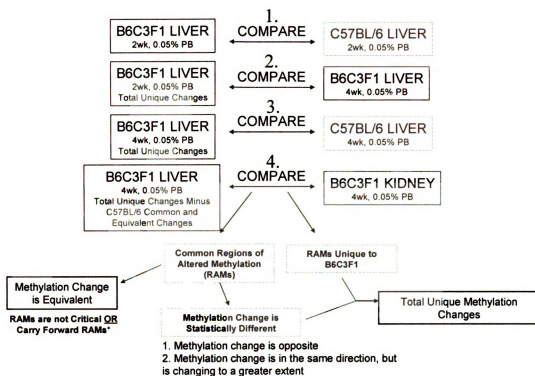 1.
B6C3F1 LIVER
2wk, 0.05% PB
COMPARE
C57BL/6 LIVER
2wk, 0.05% PB
2.
B6C3F1 LIVER
2wk, 0.05% PB
Total Unique Changes
COMPARE
B6C3F1 LIVER
4wk, 0.05% PB
3.
B6C3F1 LIVER
4wk, 0.05% PB
Total Unique Changes
COMPARE
C57BL/6 LIVER
4wk, 0.05% PB
4.
B6C3F1 LIVER
4wk, 0.05% PB
Total Unique Changes Minus
C57BL/6 Common and
Equivalent Changes
COMPARE
B6C3F1 KIDNEY
4wk, 0.05% PB
Common Regions of
Altered Methylation
(RAMs)
RAMs Unique to
B6C3F1
Methylation Change
is Equivalent
RAMs are not Critical OR
Carry Forward RAMs*
Methylation Change is
Statistically Different
Total Unique Methylation
Changes
1. Methylation change is opposite
2. Methylation change is in the same direction, but
is changing to a greater extent